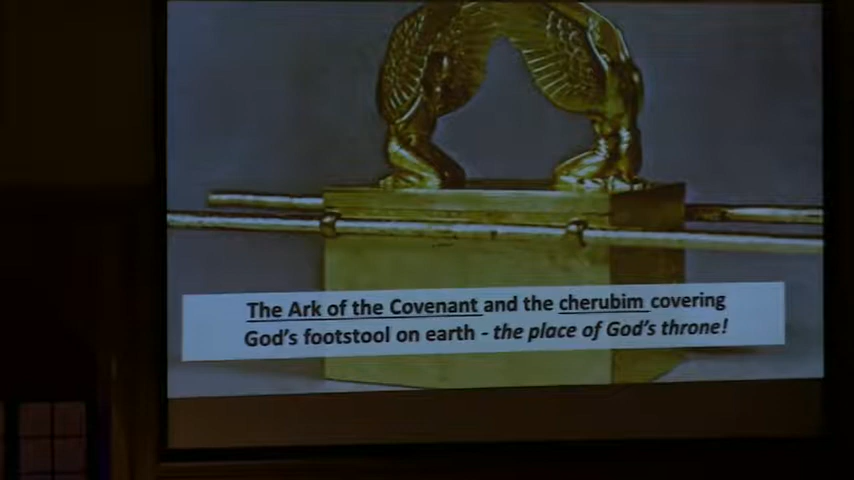 The Ark of the Covenant and the cherubim covering
God's footstool on earth - the place of God's throne!